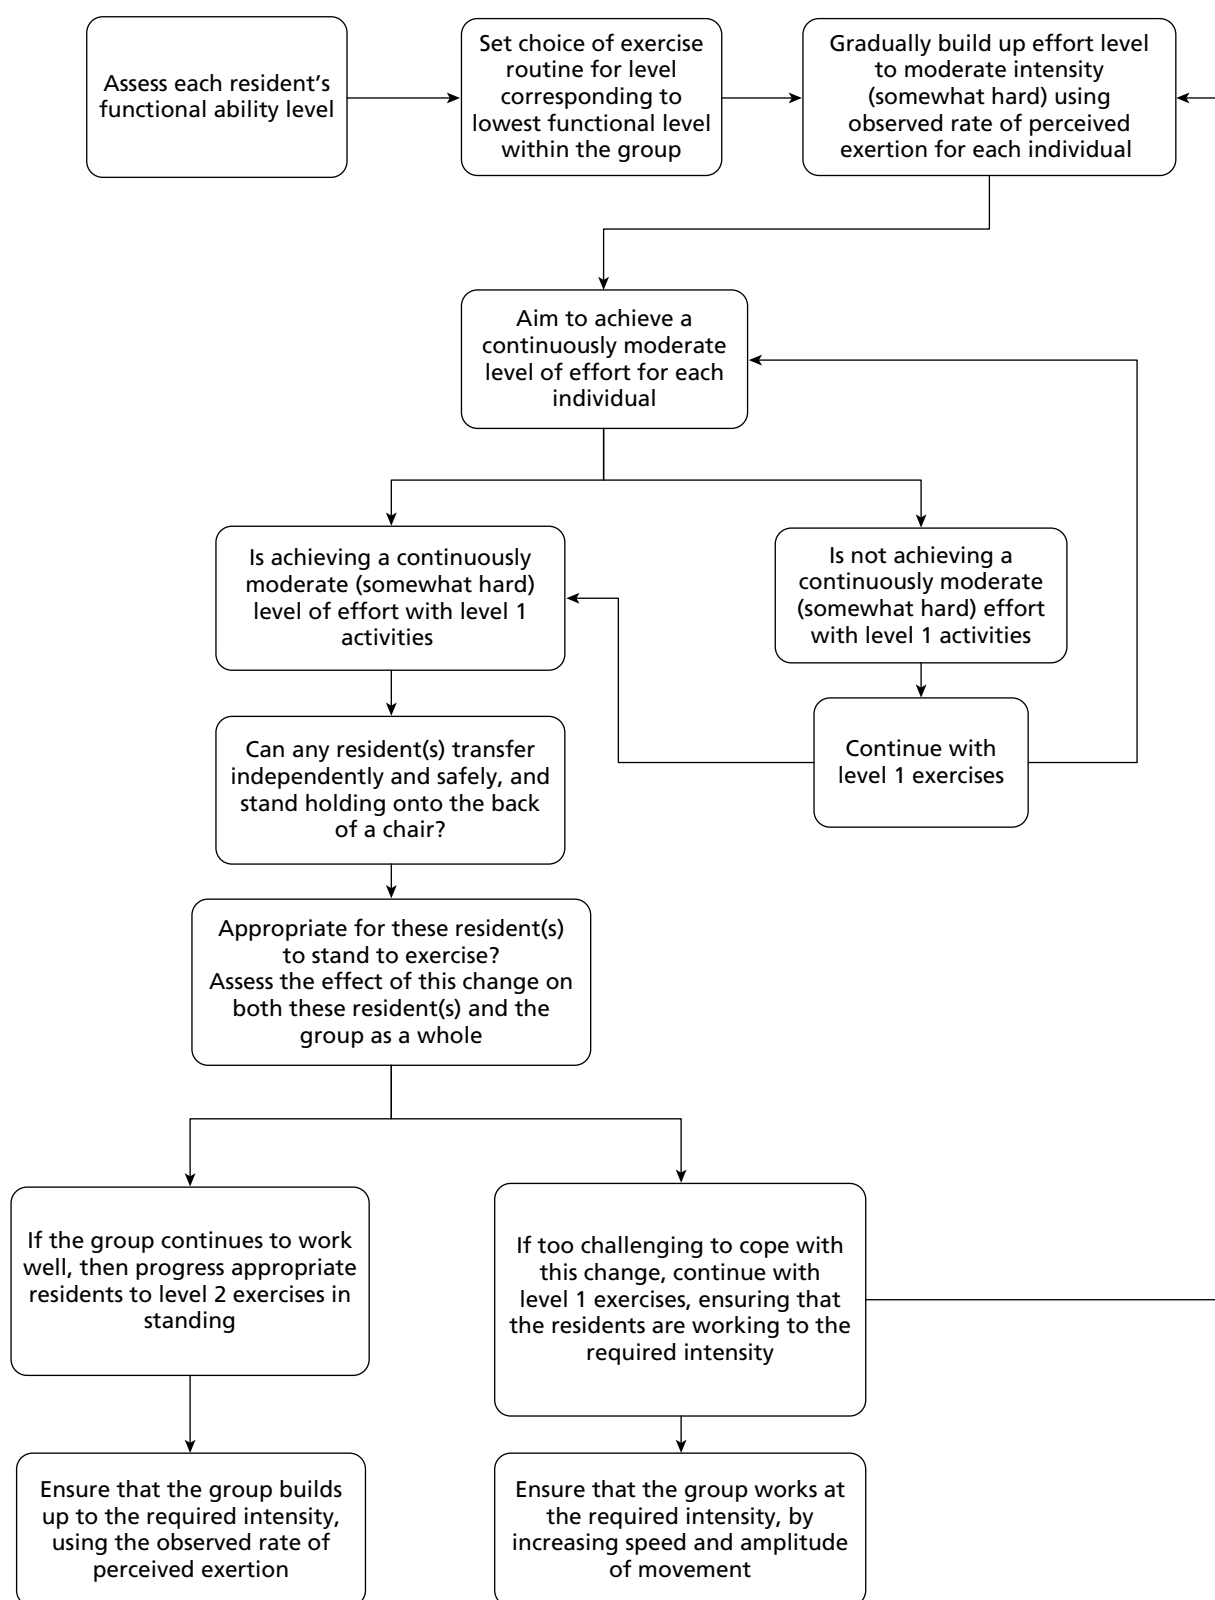 Assess each resident's
functional ability level
Set choice of exercise
routine for level
corresponding to
lowest functional level
within the group
Gradually build up effort level
to moderate intensity
(somewhat hard) using
observed rate of perceived
exertion for each individual
Aim to achieve a
continuously moderate
level of effort for each
individual
Is achieving a continuously
moderate (somewhat hard)
level of effort with level 1
activities
Is not achieving a
continuously moderate
(somewhat hard) effort
with level 1 activities
Continue with
level 1 exercises
Can any resident(s) transfer
independently and safely, and
stand holding onto the back
of a chair?
Appropriate for these resident(s)
to stand to exercise?
Assess the effect of this change on
both these resident(s) and the
group as a whole
If the group continues to work
well, then progress appropriate
residents to level 2 exercises in
standing
If too challenging to cope with
this change, continue with
level 1 exercises, ensuring that
the residents are working to the
required intensity
Ensure that the group builds
up to the required intensity,
using the observed rate of
perceived exertion
Ensure that the group works at
the required intensity, by
increasing speed and amplitude
of movement